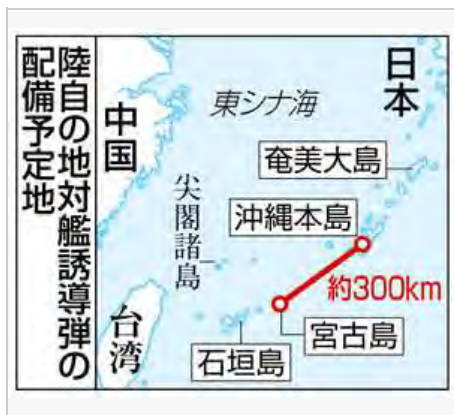 陸自の地対艦誘導弾の
配備予定地
日本
中国
東シナ海
奄美大島
尖閣諸島
沖縄本島
約300km
宮古島
石垣島
台湾